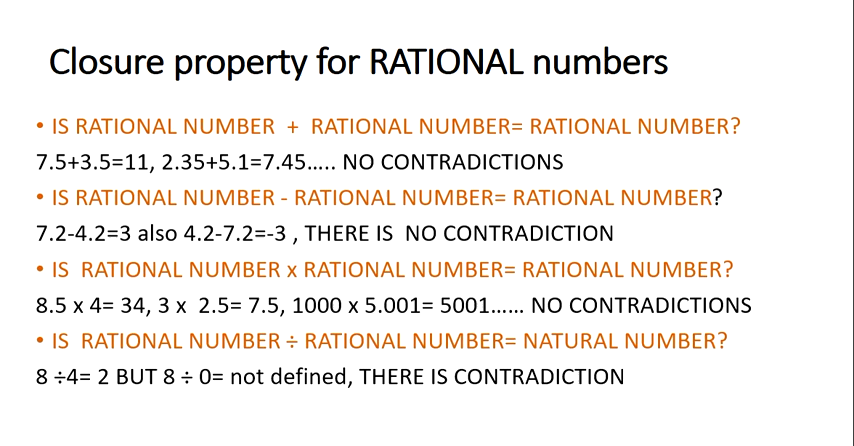 Closure property for RATIONAL numbers
• IS RATIONAL NUMBER + RATIONAL NUMBER= RATIONAL NUMBER?
7.5+3.5=11, 2.35+5.1=7.45..... NO CONTRADICTIONS
• IS RATIONAL NUMBER - RATIONAL NUMBER= RATIONAL NUMBER?
7.2-4.2=3 also 4.2-7.2=-3 , THERE IS NO CONTRADICTION
• IS RATIONAL NUMBER x RATIONAL NUMBER= RATIONAL NUMBER?
8.5 x 4= 34, 3 x 2.5= 7.5, 1000 x 5.001= 5001...... NO CONTRADICTIONS
• IS RATIONAL NUMBER ÷ RATIONAL NUMBER= NATURAL NUMBER?
8 ÷4= 2 BUT 8 ÷ 0= not defined, THERE IS CONTRADICTION